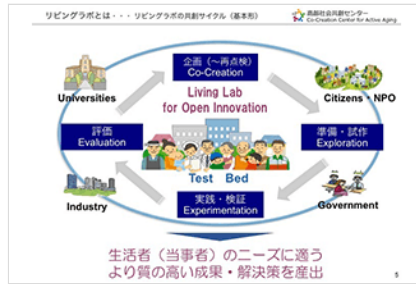 リビングラボとは・・・ リビングラボの共創サイクル（基本形）
高齢社会共創センター
Co-Creation Center for Active Aging
企画（～再点検）
Co-Creation
Universities
Living Lab
for Open Innovation
Citizens・NPO
評価
Evaluation
準備・試作
Exploration
Test Bed
Industry
実践・検証
Experimentation
Government
生活者（当事者）のニーズに適う
より質の高い成果・解決策を産出
5